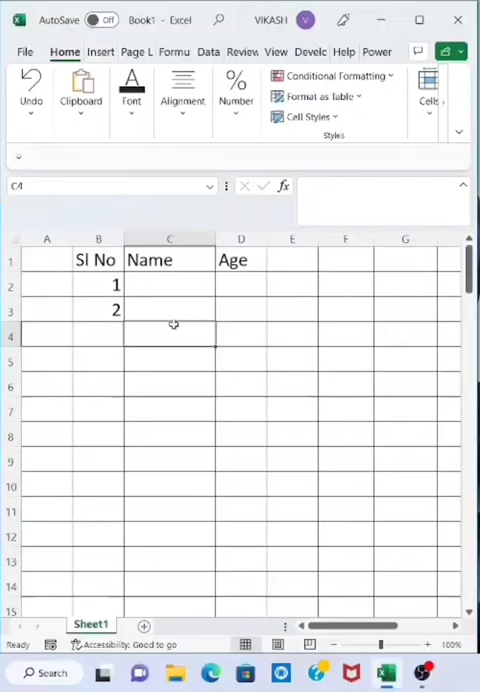 AutoSave Off Book1 - Excel VIKASH V
File Home Insert Page L Formu Data Review View Develc Help Power
Undo Clipboard Font Alignment Number Conditional Formatting Format as Table Cell Styles Styles Cells
C4 fx
A B C D E F G
1 Sl No Name Age
2 1
3 2
4
5
6
7
8
9
10
11
12
13
14
15
Sheet1
Ready Accessibility: Good to go 100%
Search